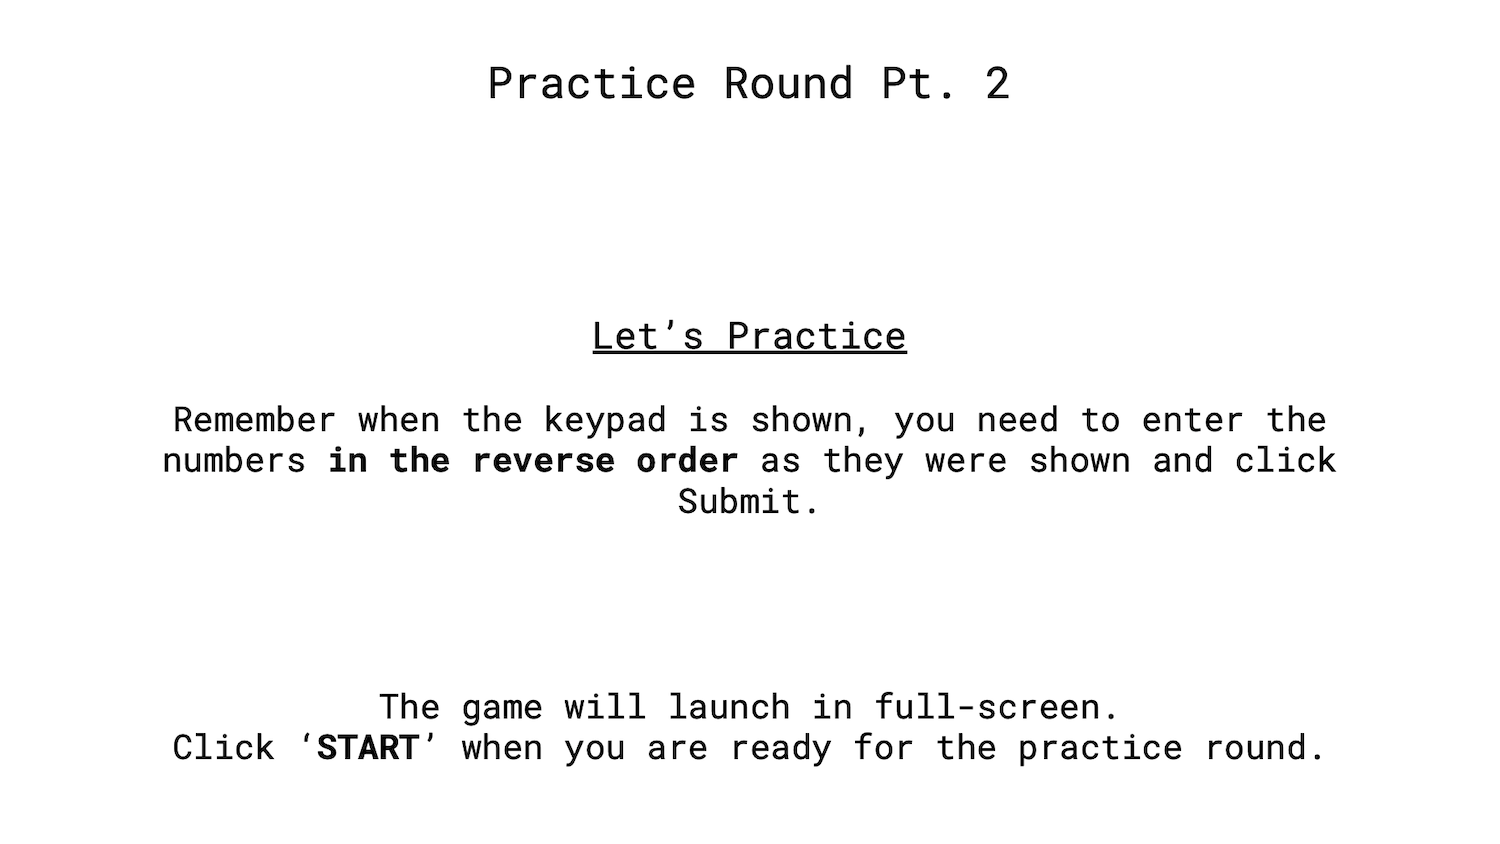 Practice Round Pt. 2
Let’s Practice
Remember when the keypad is shown, you need to enter the
numbers in the reverse order as they were shown and click
Submit.
The game will launch in full-screen.
Click ‘START’ when you are ready for the practice round.